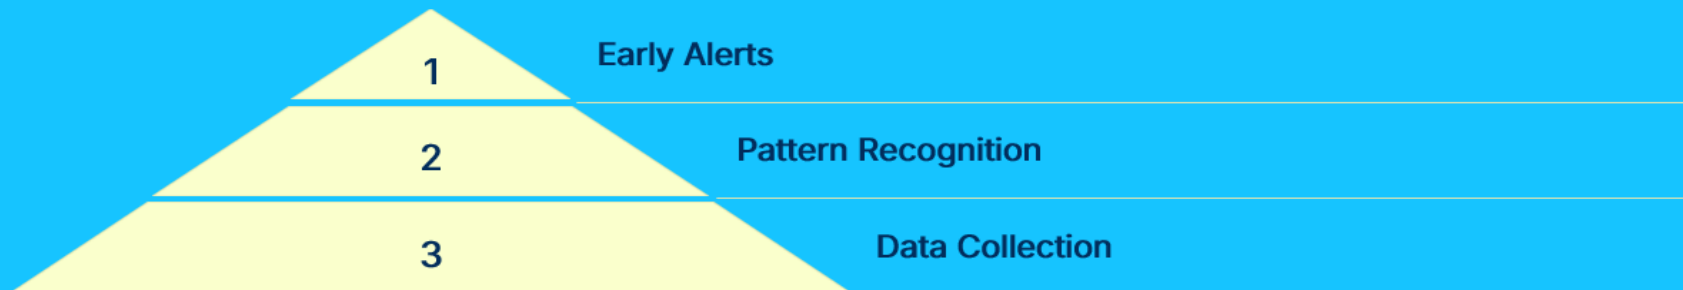 1
Early Alerts
2
Pattern Recognition
3
Data Collection